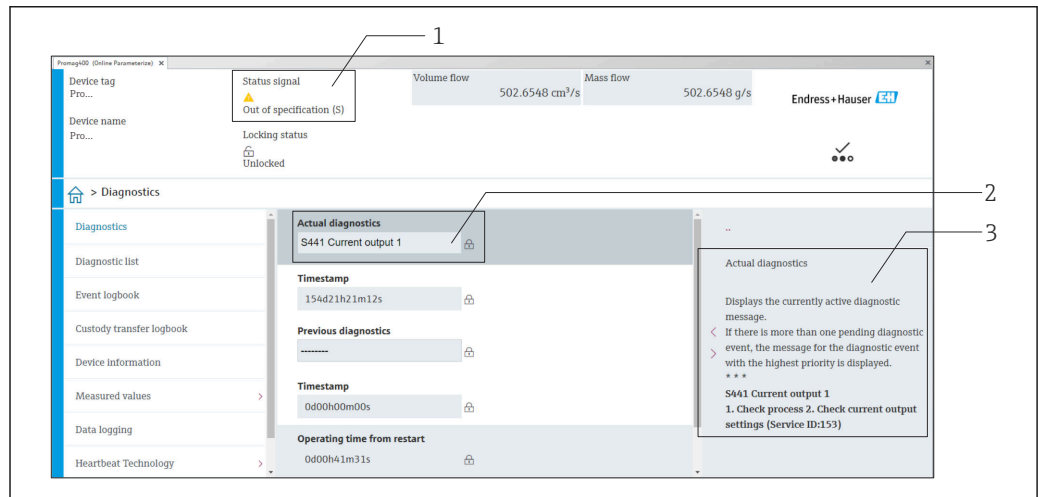 1
Promag400 (Online Parameterize)
Device tag
Pro...
Device name
Pro...
Status signal
Out of specification (S)
Locking status
Unlocked
Volume flow
502.6548 cm³/s
Mass flow
502.6548 g/s
Endress+Hauser EH
> Diagnostics
2
3
Diagnostics
Diagnostic list
Event logbook
Custody transfer logbook
Device information
Measured values >
Data logging
Heartbeat Technology >
Actual diagnostics
S441 Current output 1
Timestamp
154d21h21m12s
Previous diagnostics
--------
Timestamp
0d00h00m00s
Operating time from restart
0d00h41m31s
..
Actual diagnostics
Displays the currently active diagnostic
message.
If there is more than one pending diagnostic
event, the message for the diagnostic event
with the highest priority is displayed.
* * *
S441 Current output 1
1. Check process 2. Check current output
settings (Service ID:153)